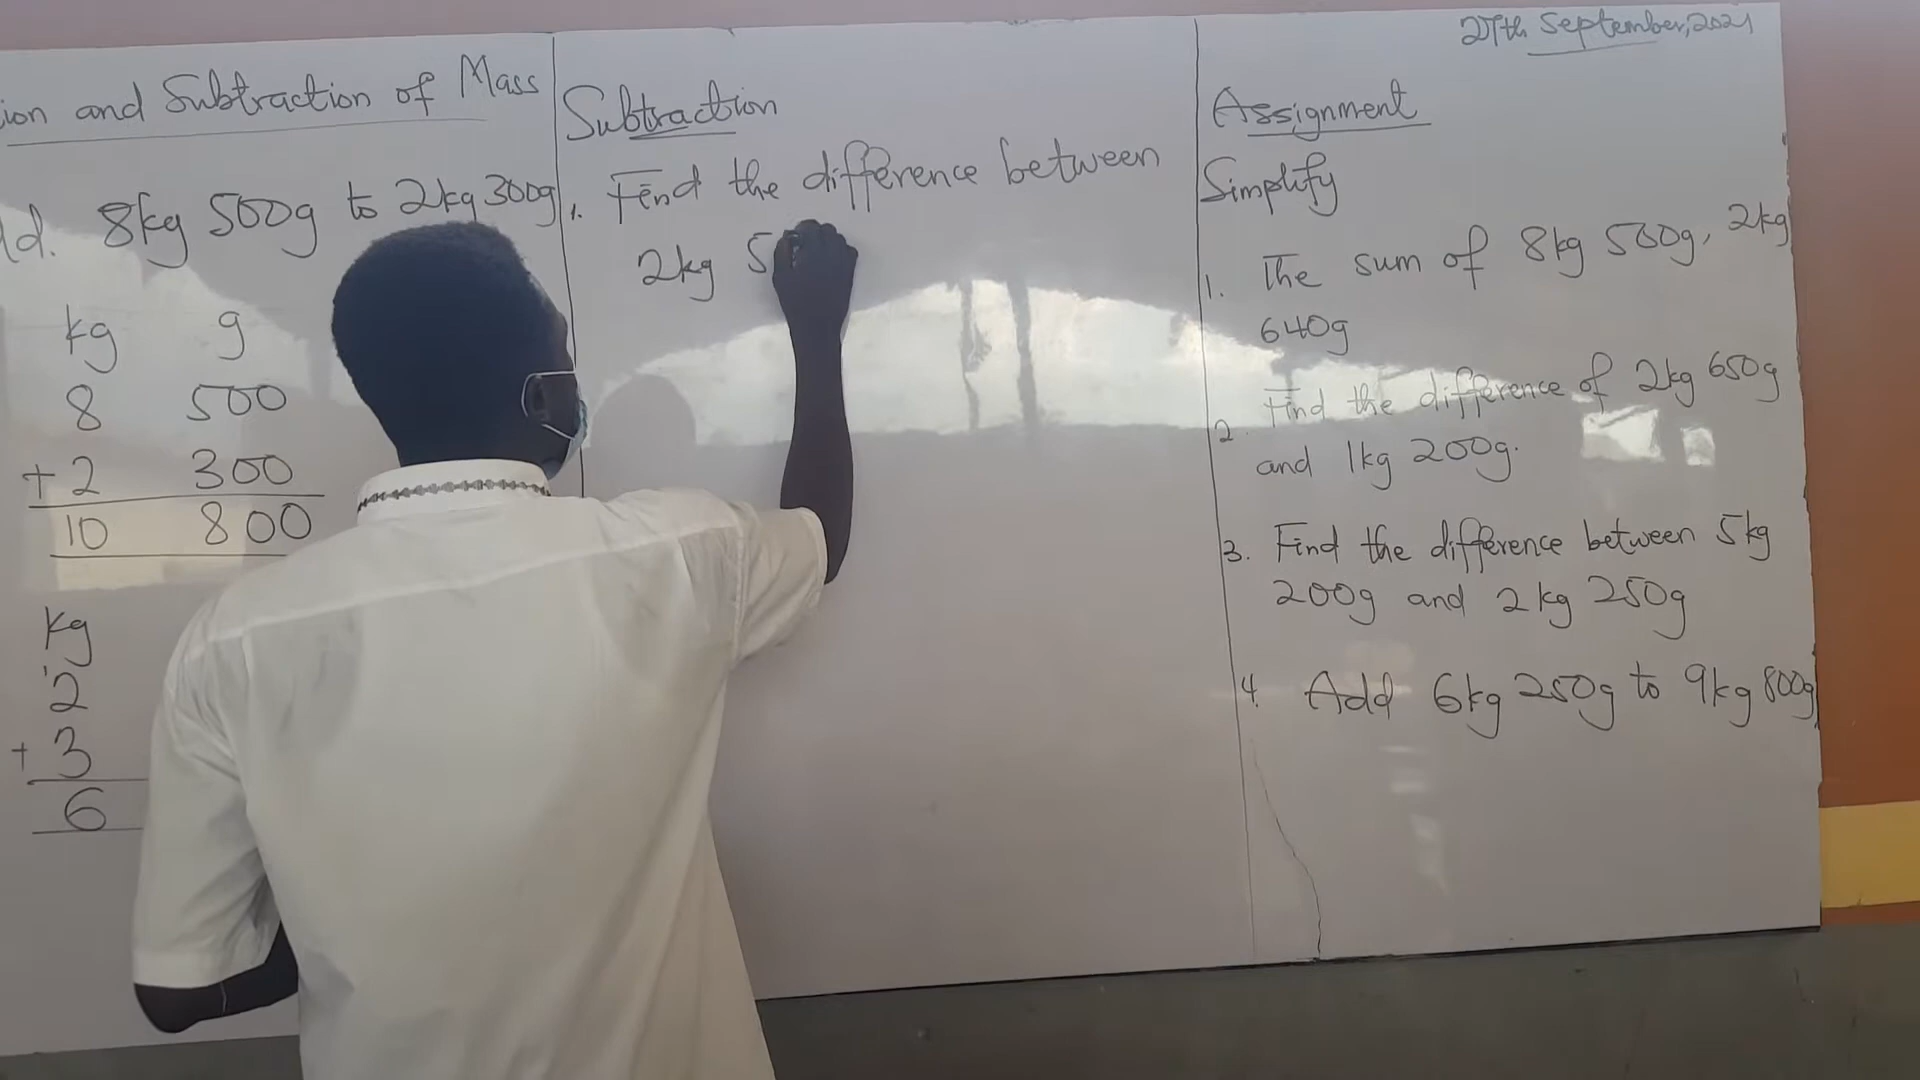 27th September, 2021
ion and Subtraction of Mass
dd. 8kg 500g to 2kg 300g
kg g
8 500
+ 2 300
10 800
kg
1
2
+ 3
6
Subtraction
1. Find the difference between
2kg 5
Assignment
Simplify
1. The sum of 8kg 500g, 2kg
640g
2. Find the difference of 2kg 650g
and 1kg 200g.
3. Find the difference between 5kg
200g and 2kg 250g
4. Add 6kg 250g to 9kg 800g